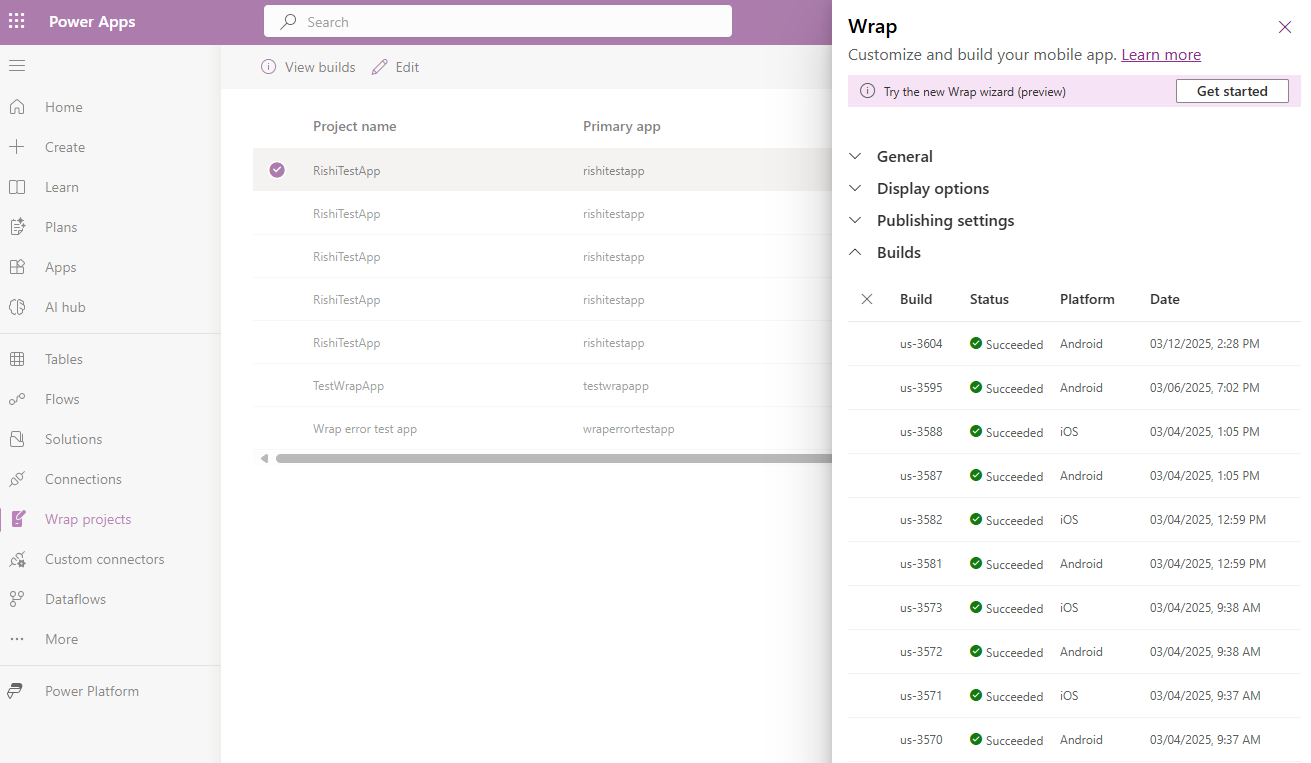 Power Apps
Search
Home
Create
Learn
Plans
Apps
AI hub
Tables
Flows
Solutions
Connections
Wrap projects
Custom connectors
Dataflows
More
Power Platform
View builds Edit
Project name Primary app
RishiTestApp rishitestapp
RishiTestApp rishitestapp
RishiTestApp rishitestapp
RishiTestApp rishitestapp
RishiTestApp rishitestapp
TestWrapApp testwrapapp
Wrap error test app wraperrortestapp
Wrap
Customize and build your mobile app. Learn more
Try the new Wrap wizard (preview) Get started
General
Display options
Publishing settings
Builds
Build Status Platform Date
us-3604 Succeeded Android 03/12/2025, 2:28 PM
us-3595 Succeeded Android 03/06/2025, 7:02 PM
us-3588 Succeeded iOS 03/04/2025, 1:05 PM
us-3587 Succeeded Android 03/04/2025, 1:05 PM
us-3582 Succeeded iOS 03/04/2025, 12:59 PM
us-3581 Succeeded Android 03/04/2025, 12:59 PM
us-3573 Succeeded iOS 03/04/2025, 9:38 AM
us-3572 Succeeded Android 03/04/2025, 9:38 AM
us-3571 Succeeded iOS 03/04/2025, 9:37 AM
us-3570 Succeeded Android 03/04/2025, 9:37 AM